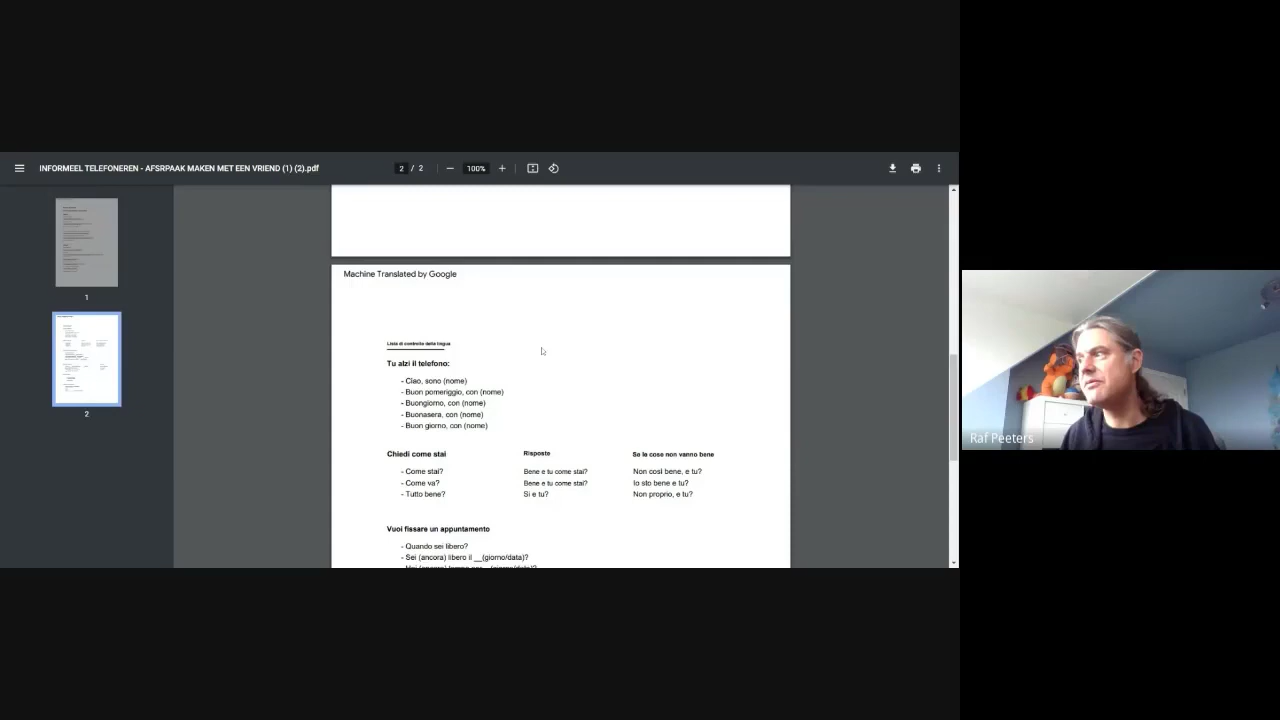 INFORMEEL TELEFONEREN - AFSRPAAK MAKEN MET EEN VRIEND (1) (2).pdf
2 / 2
100%
1
2
Machine Translated by Google
Lista di controllo della lingua
Tu alzi il telefono:
- Ciao, sono (nome)
- Buon pomeriggio, con (nome)
- Buongiorno, con (nome)
- Buonasera, con (nome)
- Buon giorno, con (nome)
Chiedi come stai Risposte Se le cose non vanno bene
- Come stai? Bene e tu come stai? Non così bene, e tu?
- Come va? Bene e tu come stai? Io sto bene e tu?
- Tutto bene? Sì e tu? Non proprio, e tu?
Vuoi fissare un appuntamento
- Quando sei libero?
- Sei (ancora) libero il __(giorno/data)?
Raf Peeters